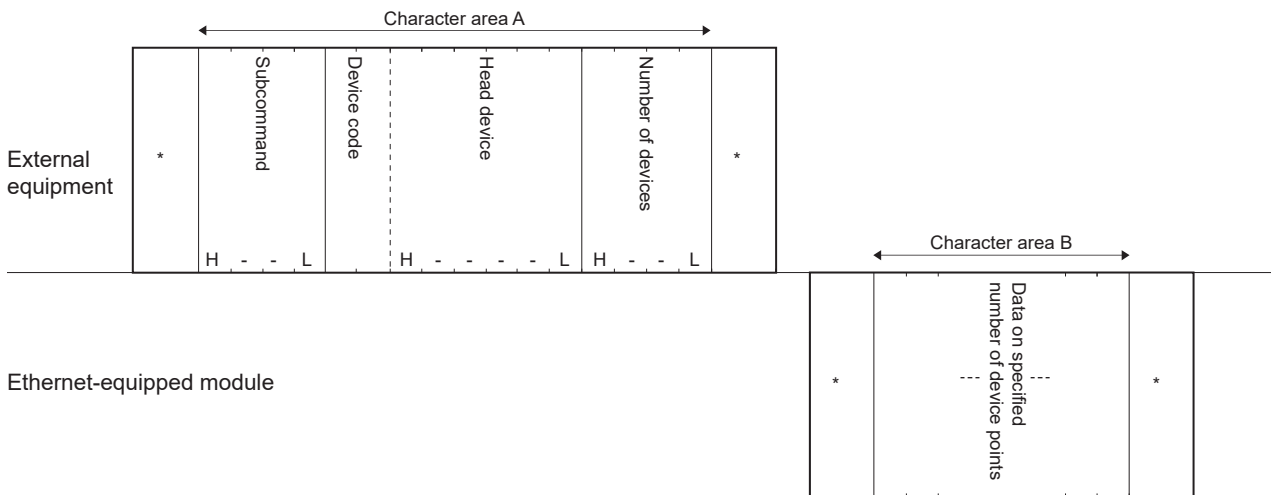 Character area A
External
equipment
*
Subcommand
Device code
Head device
Number of devices
*
H - - L
H - - - - L
H - - L
Character area B
Ethernet-equipped module
*
Data on specified
number of device points
--- ---
*